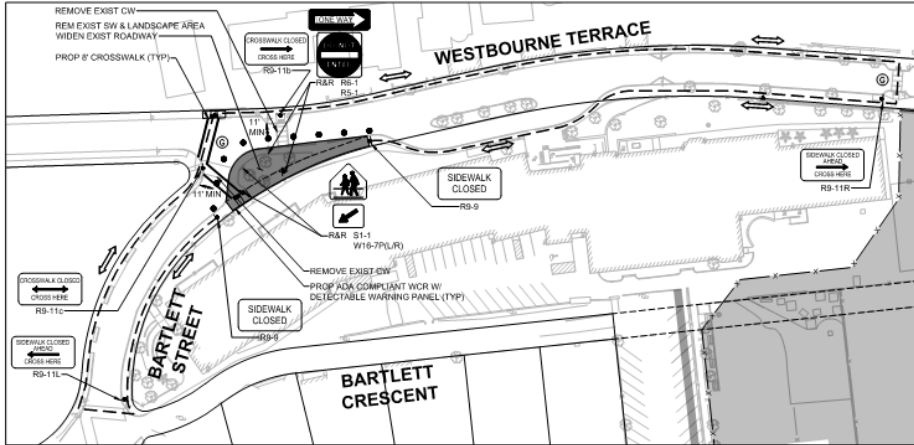 REMOVE EXIST CW
REM EXIST SW & LANDSCAPE AREA
WIDEN EXIST ROADWAY
PROP 8' CROSSWALK (TYP)
ONE WAY
CROSSWALK CLOSED
CROSS HERE
R9-11b
DO NOT
ENTER
R&R R6-1
R5-1
WESTBOURNE TERRACE
G
11'
MIN
G
11' MIN
SIDEWALK
CLOSED
R9-9
SIDEWALK CLOSED
AHEAD
CROSS HERE
R9-11R
R&R S1-1
W16-7P(L/R)
REMOVE EXIST CW
PROP ADA COMPLIANT WCR W/
DETECTABLE WARNING PANEL (TYP)
CROSSWALK CLOSED
CROSS HERE
R9-11c
SIDEWALK
CLOSED
R9-9
SIDEWALK CLOSED
AHEAD
CROSS HERE
R9-11L
BARTLETT
STREET
BARTLETT
CRESCENT